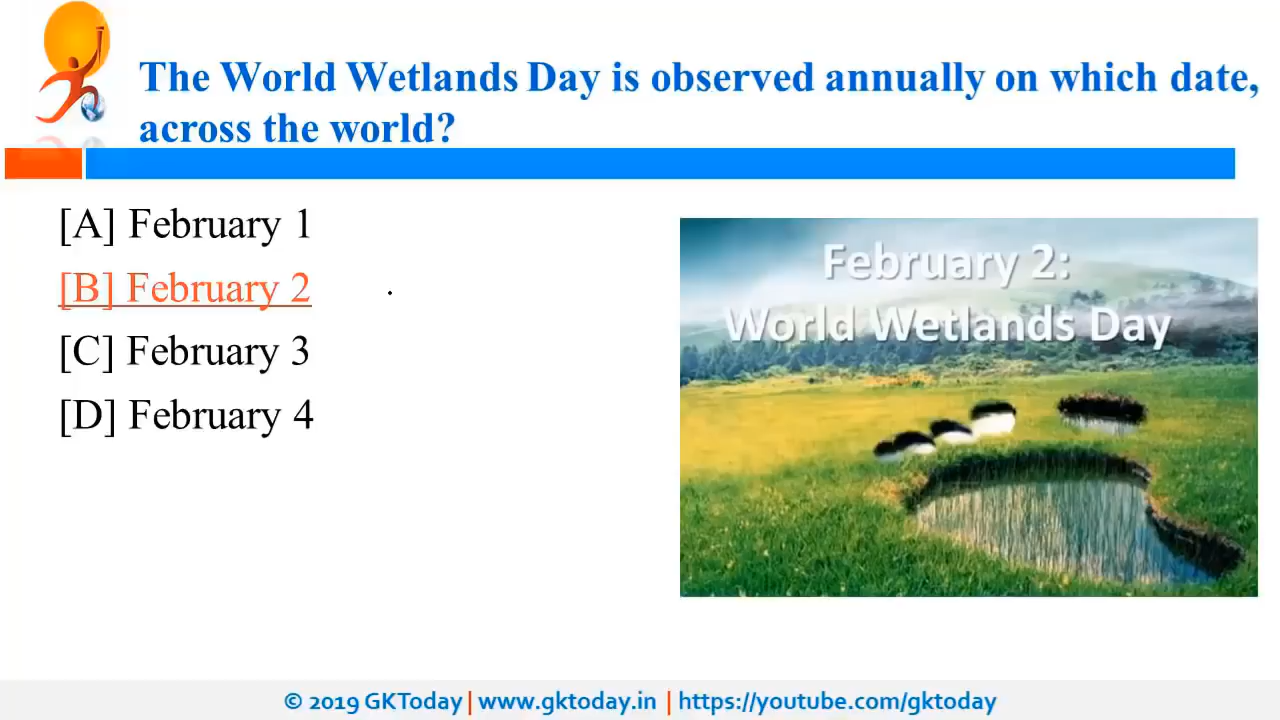 The World Wetlands Day is observed annually on which date,
across the world?
[A] February 1
[B] February 2
[C] February 3
[D] February 4
February 2:
World Wetlands Day
© 2019 GKToday | www.gktoday.in | https://youtube.com/gktoday